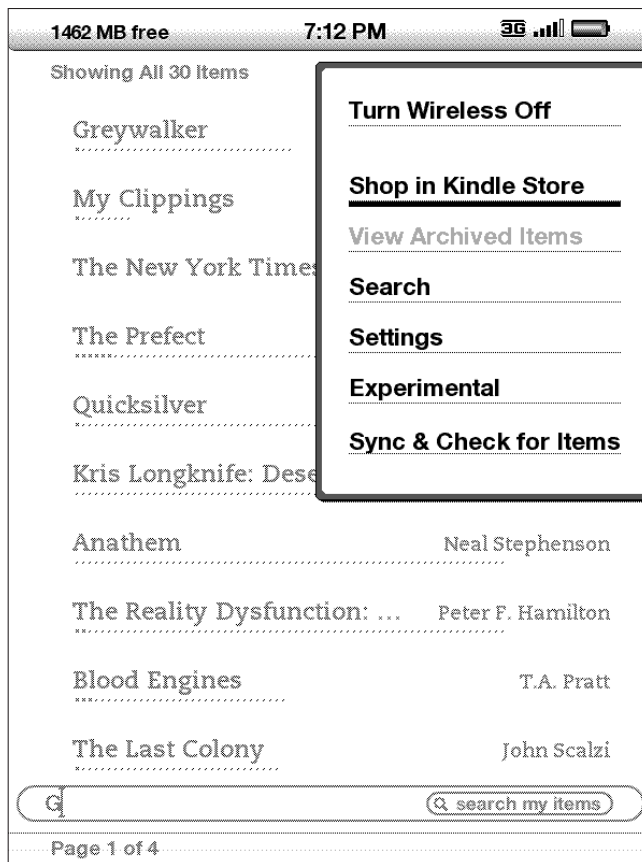 1462 MB free 7:12 PM 3G
Showing All 30 Items
Greywalker
My Clippings
The New York Times
The Prefect
Quicksilver
Kris Longknife: Dese
Anathem Neal Stephenson
The Reality Dysfunction: ... Peter F. Hamilton
Blood Engines T.A. Pratt
The Last Colony John Scalzi
G search my items
Page 1 of 4
Turn Wireless Off
Shop in Kindle Store
View Archived Items
Search
Settings
Experimental
Sync & Check for Items